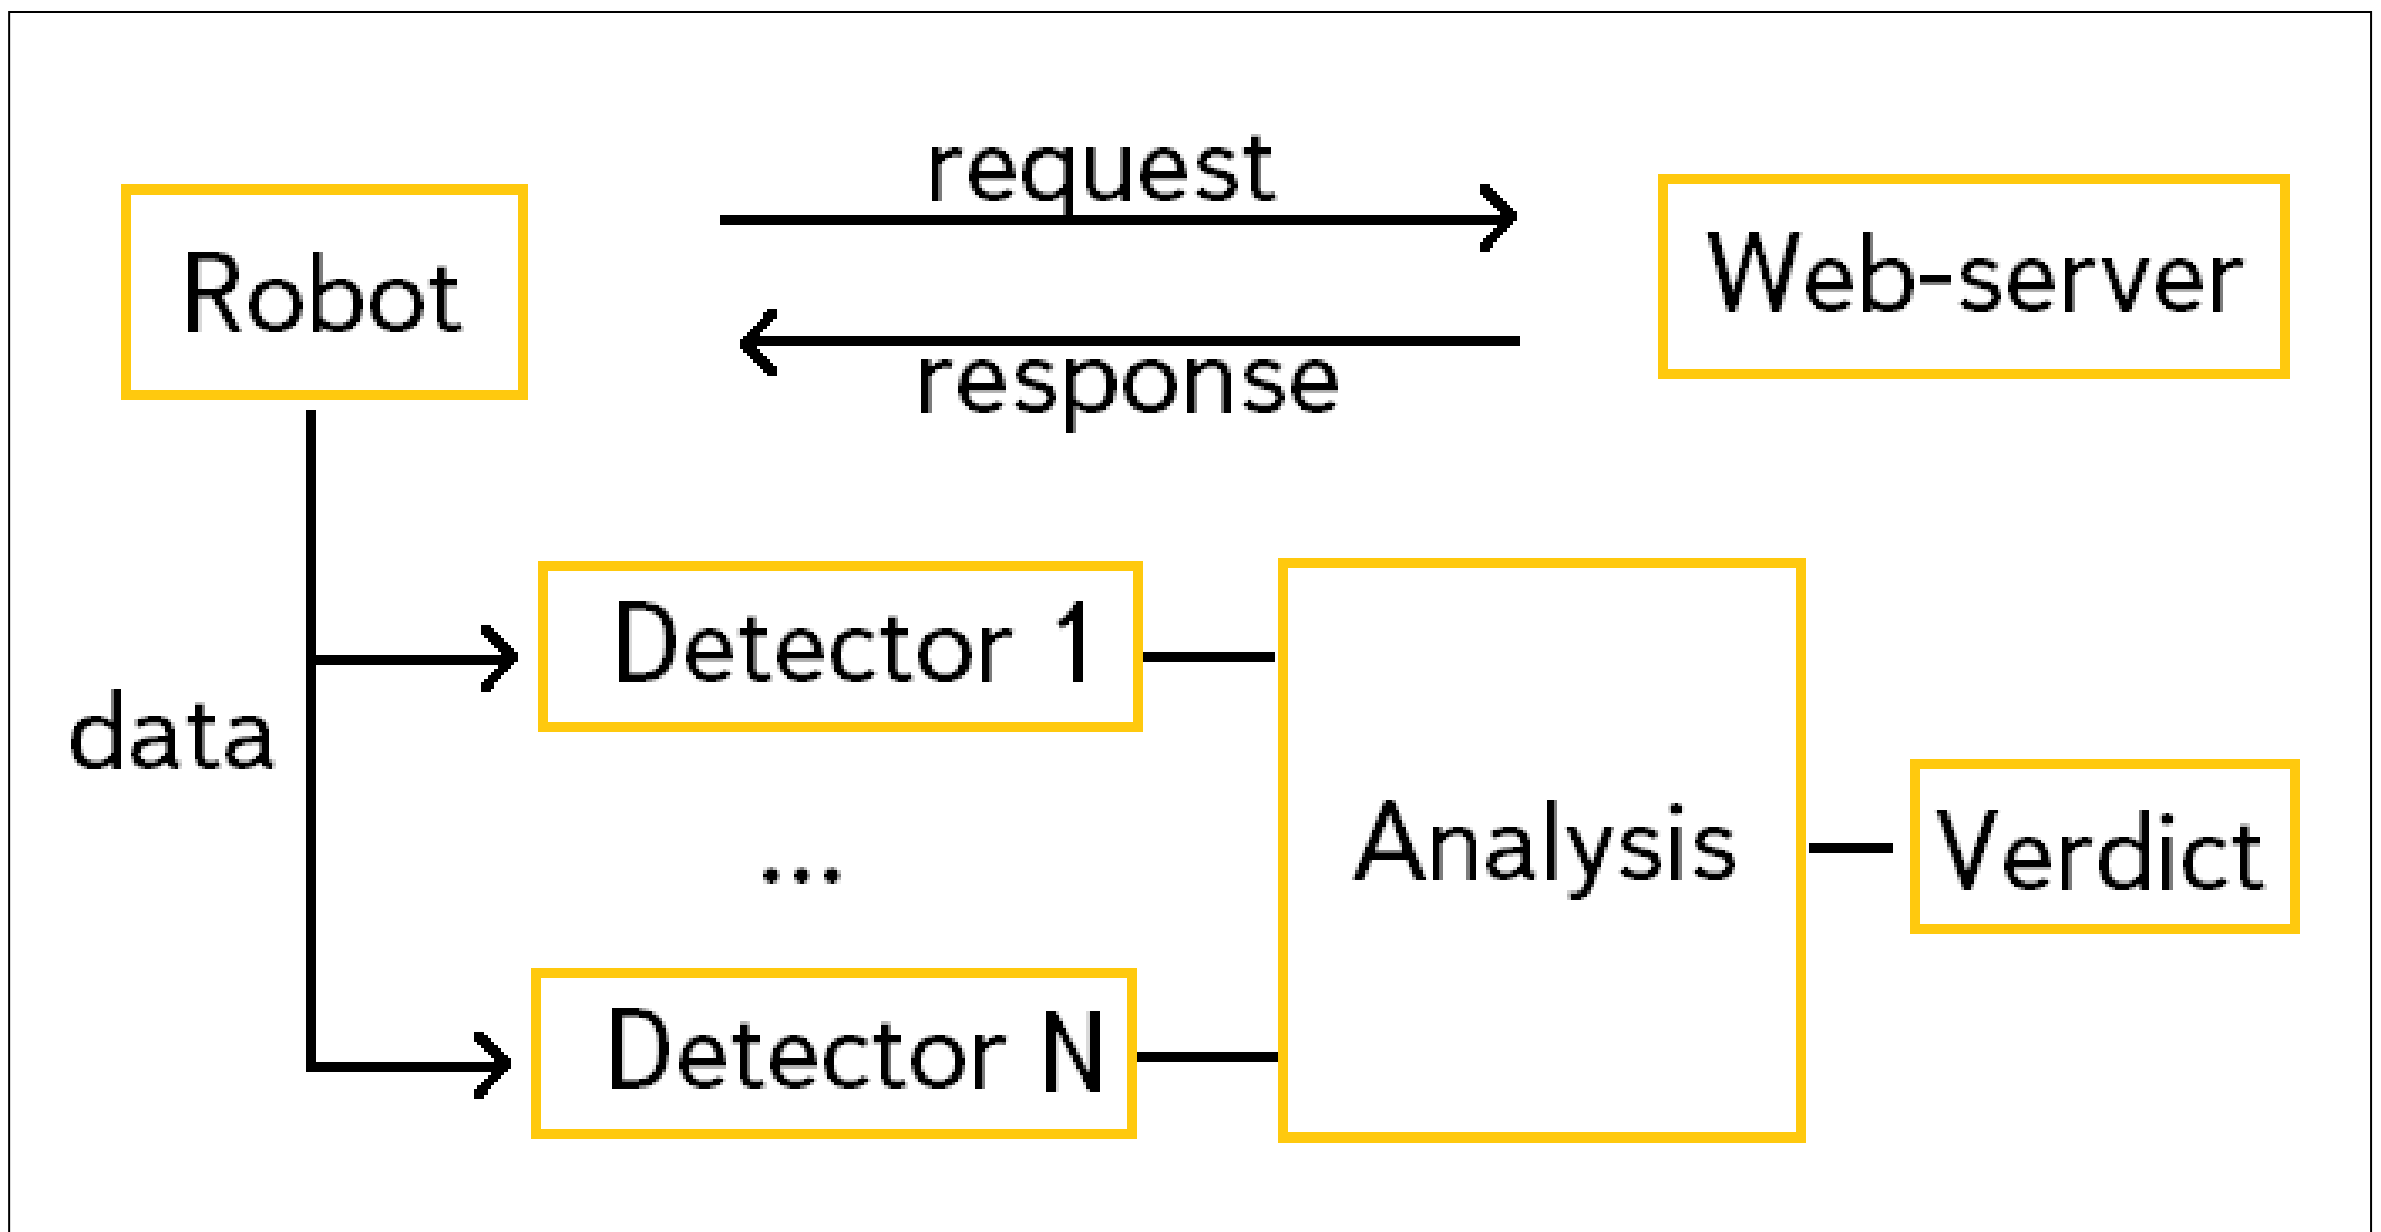 request
Robot
Web-server
response
Detector 1
data
...
Analysis
Verdict
Detector N